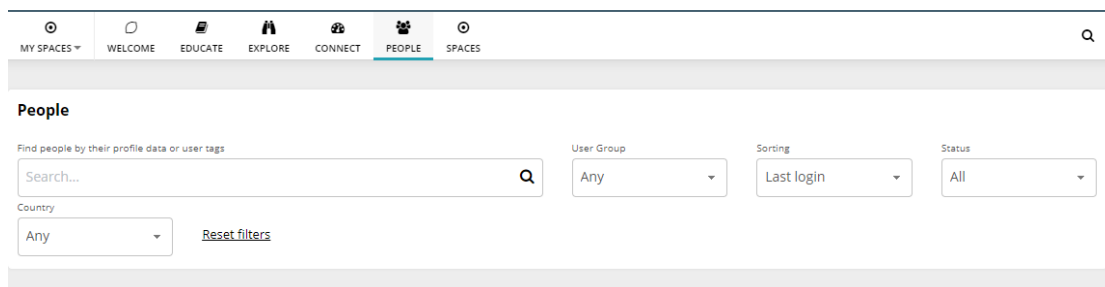 MY SPACES WELCOME EDUCATE EXPLORE CONNECT PEOPLE SPACES
People
Find people by their profile data or user tags User Group Sorting Status
Search... Any Last login All
Country
Any Reset filters